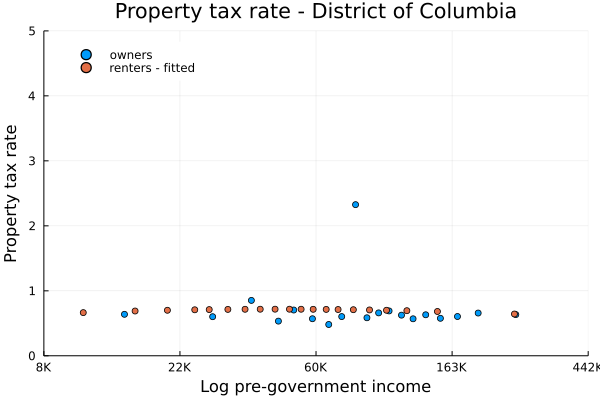 Property tax rate - District of Columbia
owners
renters - fitted
Property tax rate
5
4
3
2
1
0
8K 22K 60K 163K 442K
Log pre-government income